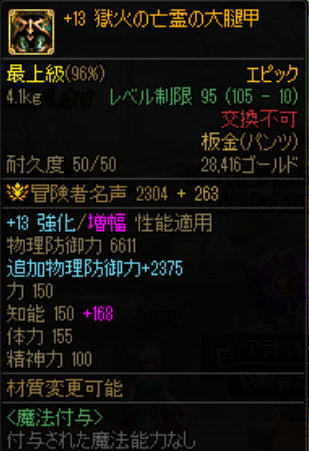 +13 獄火の亡霊の大腿甲
最上級(96%) エピック
4.1kg レベル制限 95 (105 - 10)
交換不可
板金(パンツ)
耐久度 50/50 28,416ゴールド
冒険者名声 2304 + 263
+13 強化/増幅 性能適用
物理防御力 6611
追加物理防御力+2375
力 150
知能 150 +168
体力 155
精神力 100
材質変更可能
<魔法付与>
付与された魔法能力なし